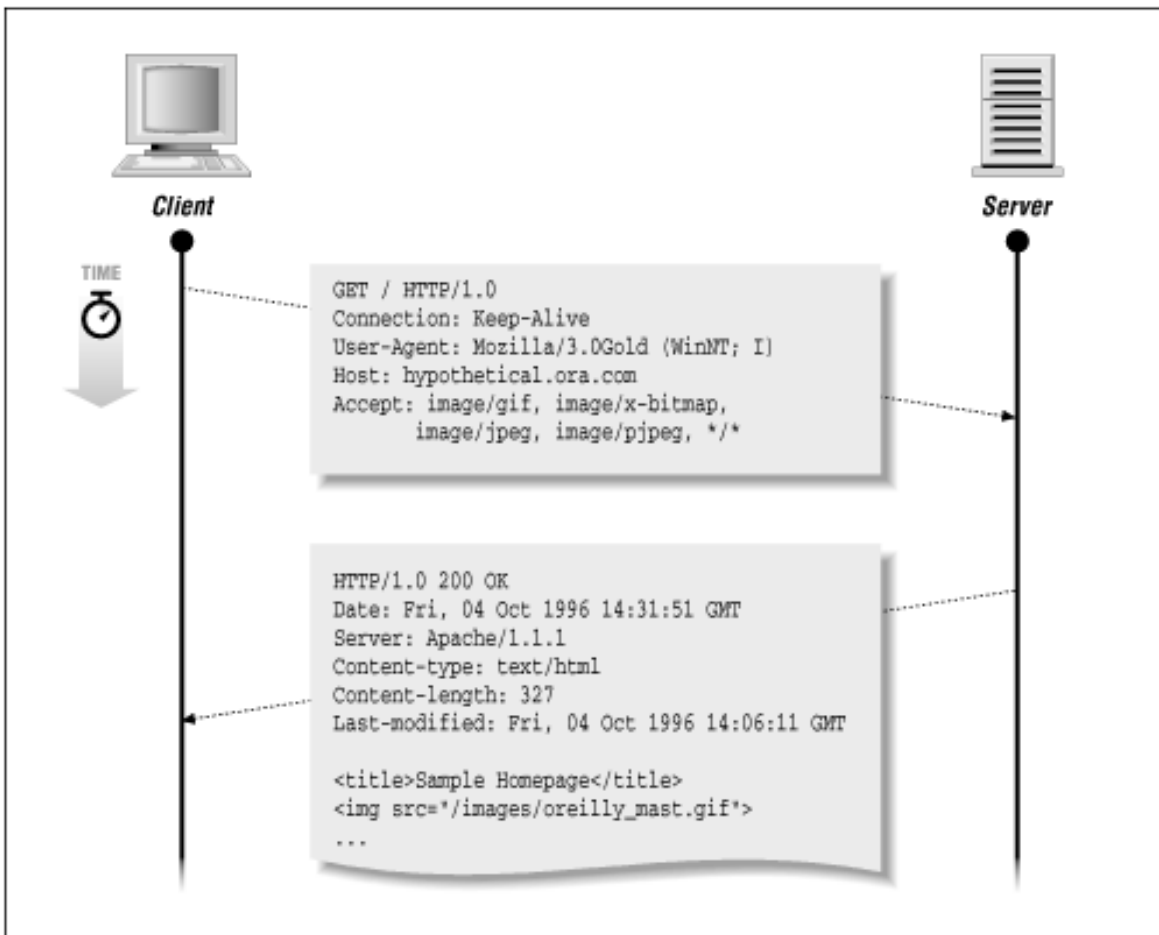 Client
Server
TIME
GET / HTTP/1.0
Connection: Keep-Alive
User-Agent: Mozilla/3.0Gold (WinNT; I)
Host: hypothetical.ora.com
Accept: image/gif, image/x-bitmap,
image/jpeg, image/pjpeg, */*
HTTP/1.0 200 OK
Date: Fri, 04 Oct 1996 14:31:51 GMT
Server: Apache/1.1.1
Content-type: text/html
Content-length: 327
Last-modified: Fri, 04 Oct 1996 14:06:11 GMT
<title>Sample Homepage</title>
<img src="/images/oreilly_mast.gif">
...